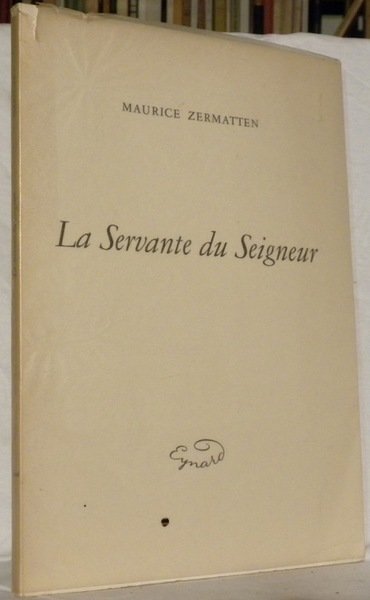 MAURICE ZERMATTEN
La Servante du Seigneur
Eynard